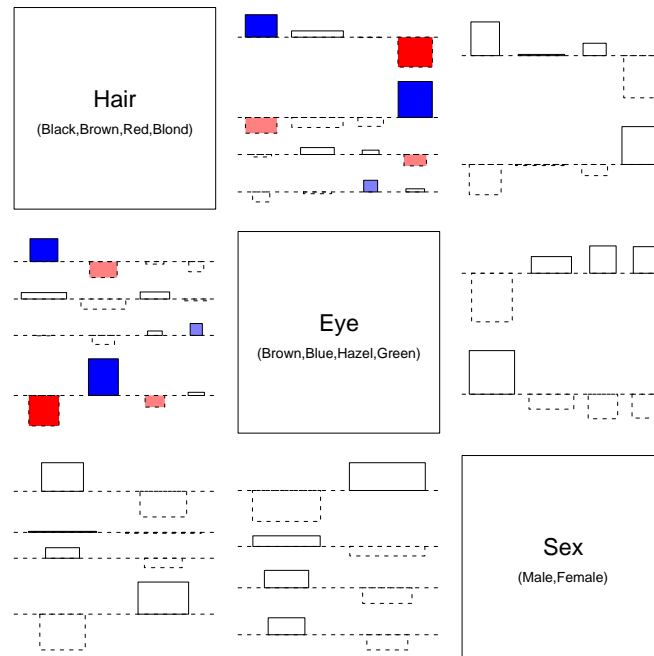 Hair
(Black,Brown,Red,Blond)
Eye
(Brown,Blue,Hazel,Green)
Sex
(Male,Female)